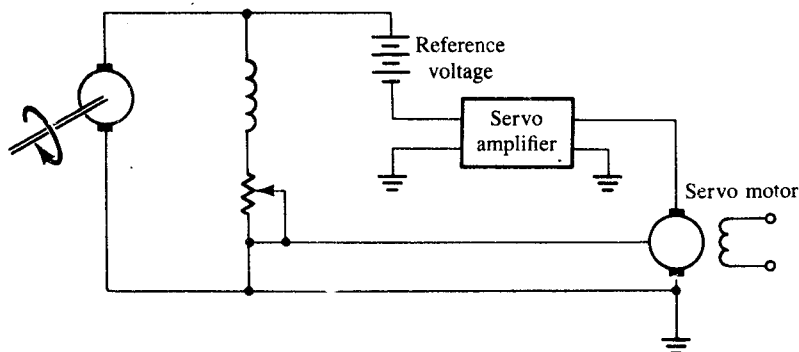 Reference
voltage
Servo
amplifier
Servo motor